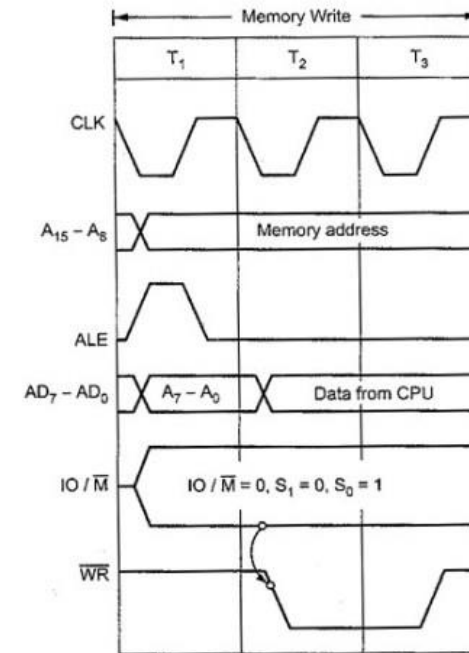 Memory Write
T₁ T₂ T₃
CLK
A₁₅ – A₈ Memory address
ALE
AD₇ – AD₀ A₇ – A₀ Data from CPU
IO / M̅ IO / M̅ = 0, S₁ = 0, S₀ = 1
W̅R̅